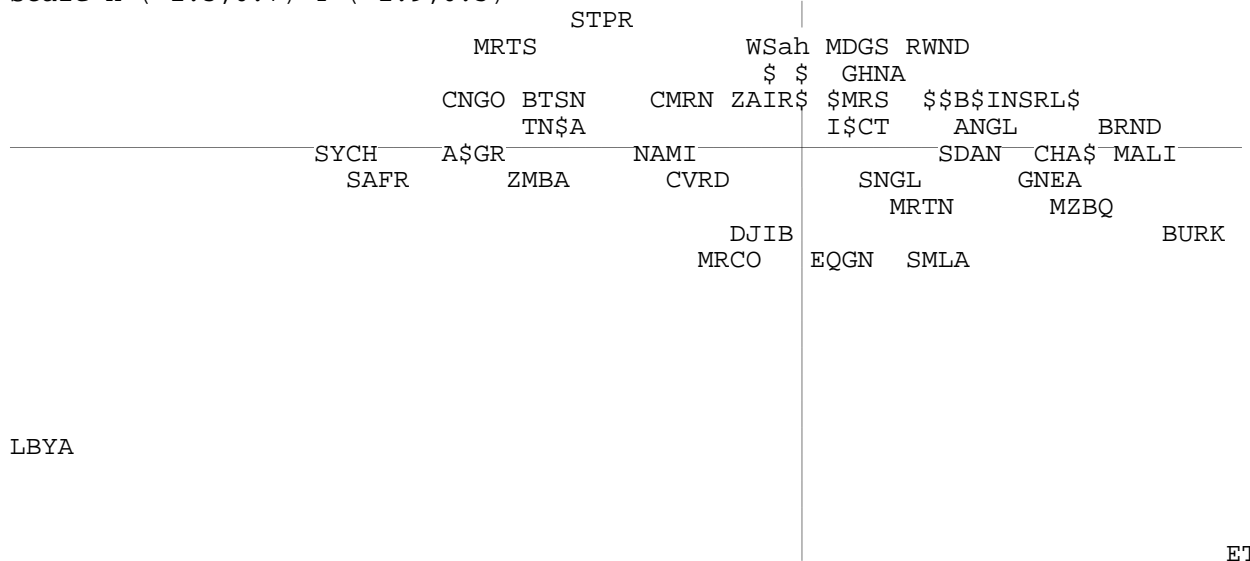 STPR
MRTS WSah MDGS RWND
$ $ GHNA
CNGO BTSN CMRN ZAIR$ $MRS $$B$INSRL$
TN$A I$CT ANGL BRND
SYCH A$GR NAMI SDAN CHA$ MALI
SAFR ZMBA CVRD SNGL GNEA
MRTN MZBQ
DJIB BURK
MRCO EQGN SMLA
LBYA